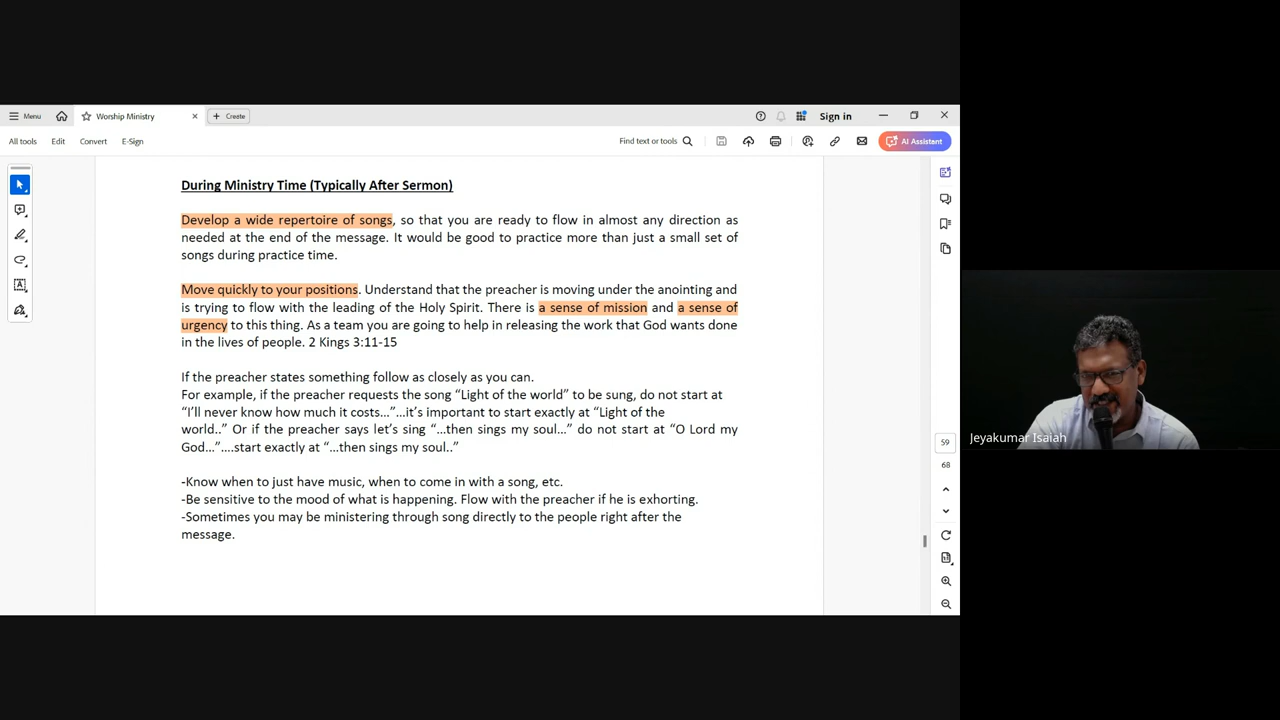 Menu
Worship Ministry
Create
Sign in
All tools
Edit
Convert
E-Sign
Find text or tools
AI Assistant
During Ministry Time (Typically After Sermon)
Develop a wide repertoire of songs, so that you are ready to flow in almost any direction as
needed at the end of the message. It would be good to practice more than just a small set of
songs during practice time.
Move quickly to your positions. Understand that the preacher is moving under the anointing and
is trying to flow with the leading of the Holy Spirit. There is a sense of mission and a sense of
urgency to this thing. As a team you are going to help in releasing the work that God wants done
in the lives of people. 2 Kings 3:11-15
If the preacher states something follow as closely as you can.
For example, if the preacher requests the song “Light of the world” to be sung, do not start at
“I’ll never know how much it costs…”…it’s important to start exactly at “Light of the
world..” Or if the preacher says let’s sing “…then sings my soul…” do not start at “O Lord my
God…”….start exactly at “…then sings my soul..”
-Know when to just have music, when to come in with a song, etc.
-Be sensitive to the mood of what is happening. Flow with the preacher if he is exhorting.
-Sometimes you may be ministering through song directly to the people right after the
message.
59
68
Jeyakumar Isaiah